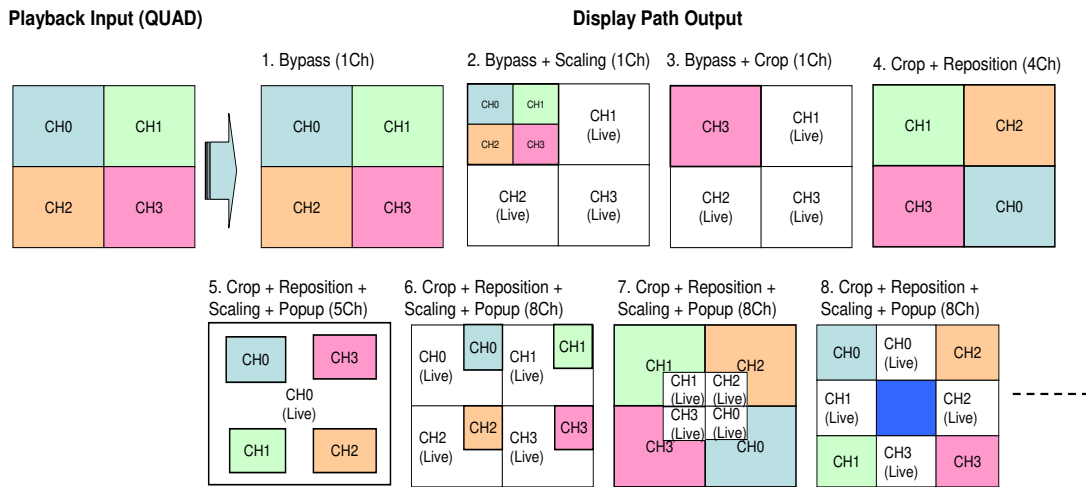 Playback Input (QUAD)
Display Path Output
1. Bypass (1Ch)
2. Bypass + Scaling (1Ch)
3. Bypass + Crop (1Ch)
4. Crop + Reposition (4Ch)
CH0
CH1
CH2
CH3
CH0
CH1
CH2
CH3
CH0
CH1
CH2
CH3
CH1
(Live)
CH2
(Live)
CH3
(Live)
CH3
CH1
(Live)
CH2
(Live)
CH3
(Live)
CH1
CH2
CH3
CH0
5. Crop + Reposition +
Scaling + Popup (5Ch)
6. Crop + Reposition +
Scaling + Popup (8Ch)
7. Crop + Reposition +
Scaling + Popup (8Ch)
8. Crop + Reposition +
Scaling + Popup (8Ch)
CH0
CH3
CH0
(Live)
CH1
CH2
CH0
(Live)
CH0
CH1
(Live)
CH1
CH2
(Live)
CH2
CH3
(Live)
CH3
CH1
CH2
CH1
(Live)
CH2
(Live)
CH3
(Live)
CH0
(Live)
CH3
CH0
CH0
CH0
(Live)
CH2
CH1
(Live)
CH2
(Live)
CH1
CH3
(Live)
CH3